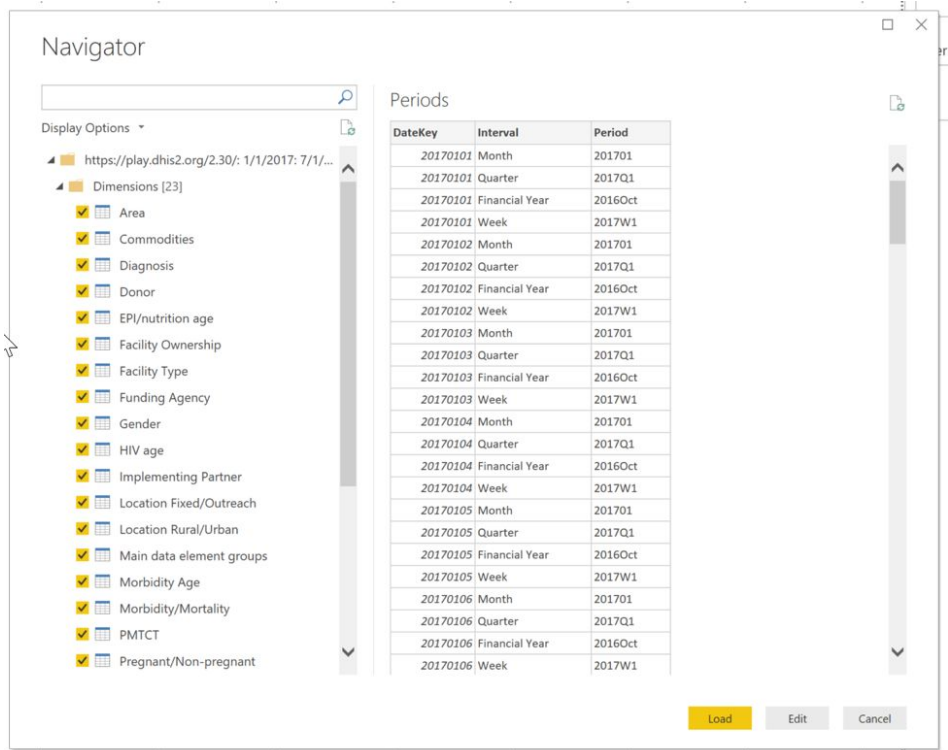 Navigator
Display Options
https://play.dhis2.org/2.30/: 1/1/2017: 7/1/...
Dimensions [23]
Area
Commodities
Diagnosis
Donor
EPI/nutrition age
Facility Ownership
Facility Type
Funding Agency
Gender
HIV age
Implementing Partner
Location Fixed/Outreach
Location Rural/Urban
Main data element groups
Morbidity Age
Morbidity/Mortality
PMTCT
Pregnant/Non-pregnant
Periods
DateKey Interval Period
20170101 Month 201701
20170101 Quarter 2017Q1
20170101 Financial Year 2016Oct
20170101 Week 2017W1
20170102 Month 201701
20170102 Quarter 2017Q1
20170102 Financial Year 2016Oct
20170102 Week 2017W1
20170103 Month 201701
20170103 Quarter 2017Q1
20170103 Financial Year 2016Oct
20170103 Week 2017W1
20170104 Month 201701
20170104 Quarter 2017Q1
20170104 Financial Year 2016Oct
20170104 Week 2017W1
20170105 Month 201701
20170105 Quarter 2017Q1
20170105 Financial Year 2016Oct
20170105 Week 2017W1
20170106 Month 201701
20170106 Quarter 2017Q1
20170106 Financial Year 2016Oct
20170106 Week 2017W1
Load Edit Cancel